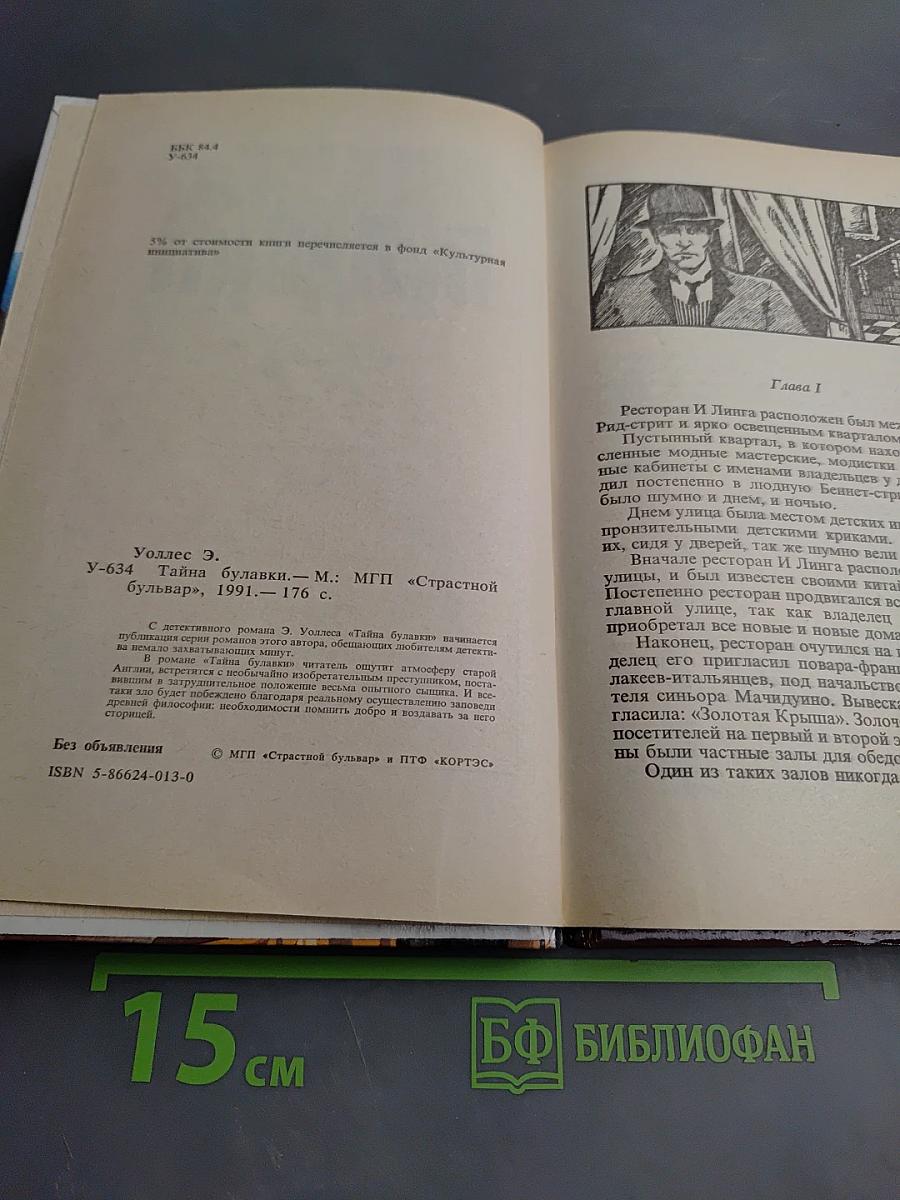 ББК 84.4
У-634
5% от стоимости книги перечисляется в фонд «Культурная
инициатива»
Уоллес Э.
У-634 Тайна булавки.— М.: МГП «Страстной
бульвар», 1991.— 176 с.
С детективного романа Э. Уоллеса «Тайна булавки» начинается
публикация серии романов этого автора, обещающих любителям детекти-
ва немало захватывающих минут.
В романе «Тайна булавки» читатель ощутит атмосферу старой
Англии, встретится с необычайно изобретательным преступником, поста-
вившим в затруднительное положение весьма опытного сыщика. И все-
таки зло будет побеждено благодаря реальному осуществлению заповеди
древней философии: необходимости помнить добро и воздавать за него
сторицей.
Без объявления
© МГП «Страстной бульвар» и ПТФ «КОРТЭС»
ISBN 5-86624-013-0
Глава I
Ресторан И Линга расположен был меж
Рид-стрит и ярко освещенным кварталом
Пустынный квартал, в котором нахо
сленные модные мастерские, модистки
ные кабинеты с именами владельцев у д
дил постепенно в людную Беннет-стри
было шумно и днем, и ночью.
Днем улица была местом детских иг
пронзительными детскими криками.
их, сидя у дверей, так же шумно вели
Вначале ресторан И Линга располо
улицы, и был известен своими китай
Постепенно ресторан продвигался вс
главной улице, так как владелец
приобретал все новые и новые дома
Наконец, ресторан очутился на
делец его пригласил повара-фран
лакеев-итальянцев, под начальство
теля синьора Мачидуино. Вывеска
гласила: «Золотая Крыша». Золоч
посетителей на первый и второй э
ны были частные залы для обедо
Один из таких залов никогда
15 см
БФ БИБЛИОФАН